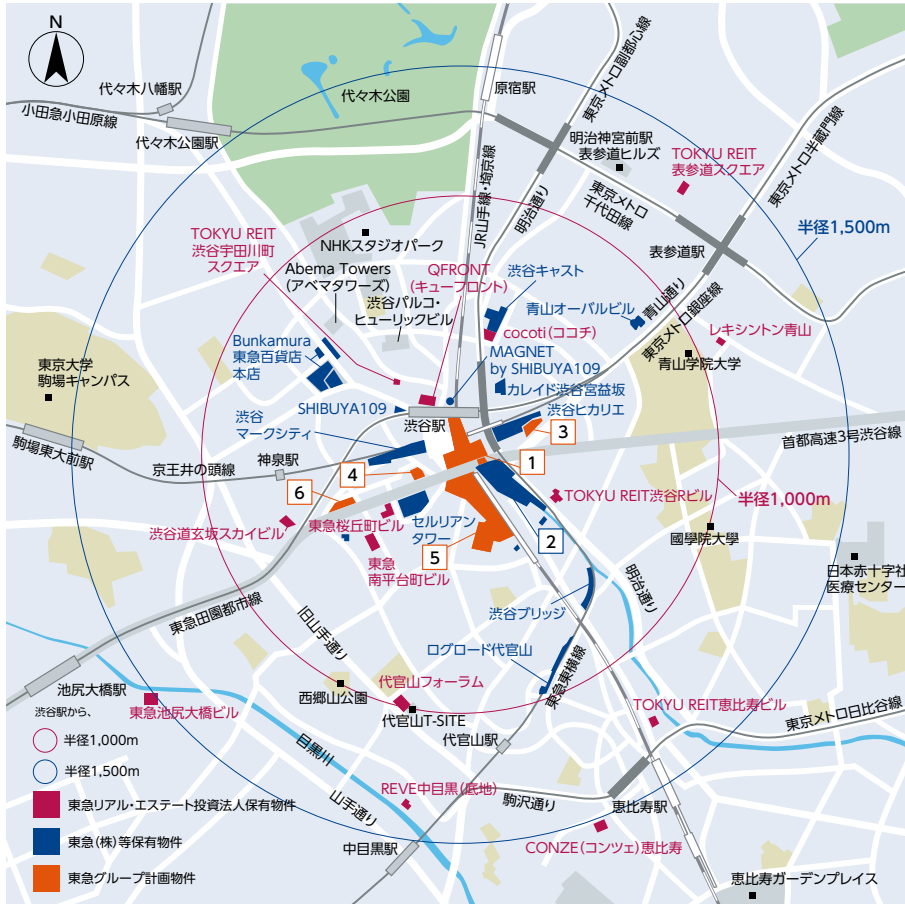 N
代々木八幡駅
小田急小田原線
代々木公園駅
代々木公園
原宿駅
東京メトロ副都心線
明治神宮前駅
表参道ヒルズ
TOKYU REIT
表参道スクエア
東京メトロ半蔵門線
東京メトロ
千代田線
JR山手線・埼京線
明治通り
表参道駅
半径1,500m
TOKYU REIT
渋谷宇田川町
スクエア
NHKスタジオパーク
Abema Towers
(アベマタワーズ)
渋谷パルコ・
ヒューリックビル
QFRONT
(キューフロント)
渋谷キャスト
青山オーバルビル
青山通り
東京メトロ銀座線
レキシントン青山
青山学院大学
cocoti(ココチ)
MAGNET
by SHIBUYA109
カレイド渋谷宮益坂
Bunkamura
東急百貨店
本店
東京大学
駒場キャンパス
SHIBUYA109
渋谷駅
渋谷ヒカリエ
渋谷
マークシティ
3
首都高速3号渋谷線
駒場東大前駅
京王井の頭線
神泉駅
4
1
6
TOKYU REIT渋谷Rビル
半径1,000m
渋谷道玄坂スカイビル
東急桜丘町ビル
セルリアン
タワー
2
5
國學院大學
東急
南平台町ビル
日本赤十字社
医療センター
明治通り
渋谷ブリッジ
東急田園都市線
旧山手通り
ログロード代官山
東急東横線
池尻大橋駅
西郷山公園
代官山フォーラム
代官山T-SITE
東急池尻大橋ビル
TOKYU REIT恵比寿ビル
東京メトロ日比谷線
代官山駅
渋谷駅から、
半径1,000m
半径1,500m
目黒川
山手通り
REVE中目黒(底地)
駒沢通り
恵比寿駅
東急リアル・エステート投資法人保有物件
東急(株)等保有物件
東急グループ計画物件
中目黒駅
CONZE(コンツェ)恵比寿
恵比寿ガーデンプレイス